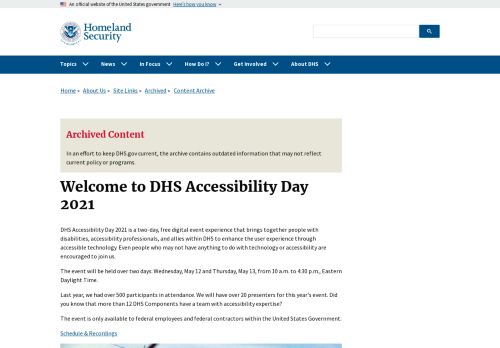 An official website of the United States government Here's how you know
Homeland
Security
Topics News In Focus How Do I? Get Involved About DHS
Home About Us Site Links Archived Content Archive
Archived Content
In an effort to keep DHS.gov current, the archive contains outdated information that may not reflect
current policy or programs.
Welcome to DHS Accessibility Day
2021
DHS Accessibility Day 2021 is a two-day, free digital event experience that brings together people with
disabilities, accessibility professionals, and allies within DHS to enhance the user experience through
accessible technology. Even people who may not have anything to do with technology or accessibility are
encouraged to join us.
The event will be held over two days: Wednesday, May 12 and Thursday, May 13, from 10 a.m. to 4:30 p.m., Eastern
Daylight Time.
Last year, we had over 500 participants in attendance. We will have over 20 presenters for this year's event. Did
you know that more than 12 DHS Components have a team with accessibility expertise?
The event is only available to federal employees and federal contractors within the United States Government.
Schedule & Recordings